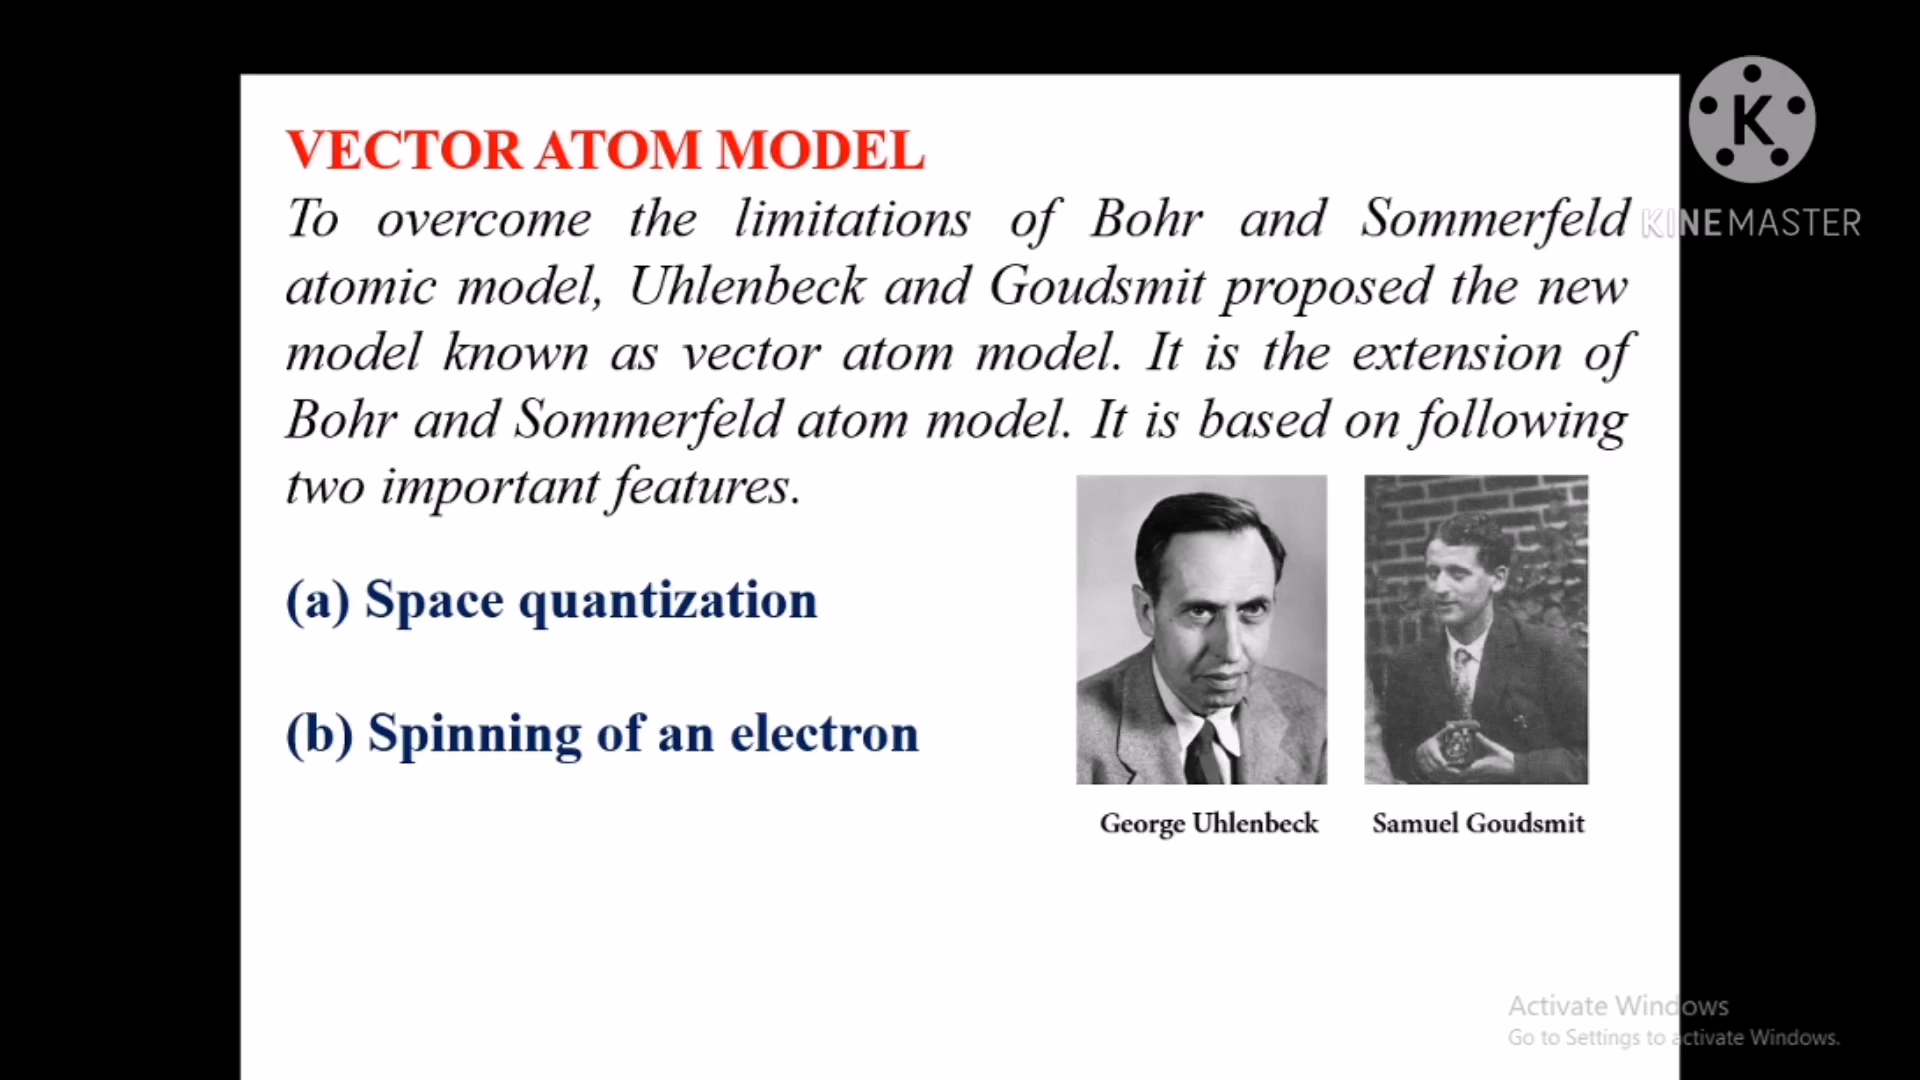 VECTOR ATOM MODEL
To overcome the limitations of Bohr and Sommerfeld
atomic model, Uhlenbeck and Goudsmit proposed the new
model known as vector atom model. It is the extension of
Bohr and Sommerfeld atom model. It is based on following
two important features.
(a) Space quantization
(b) Spinning of an electron
George Uhlenbeck
Samuel Goudsmit
K
KINEMASTER
Activate Windows
Go to Settings to activate Windows.